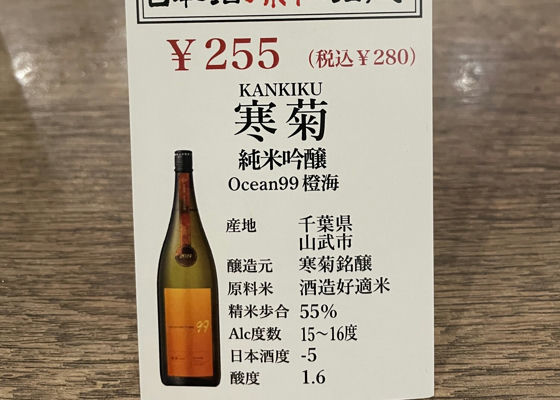 ¥255 (税込¥280)
KANKIKU
寒菊
純米吟醸
Ocean99 橙海
産地 千葉県
山武市
醸造元 寒菊銘醸
原料米 酒造好適米
精米歩合 55%
Alc度数 15~16度
日本酒度 -5
酸度 1.6
99